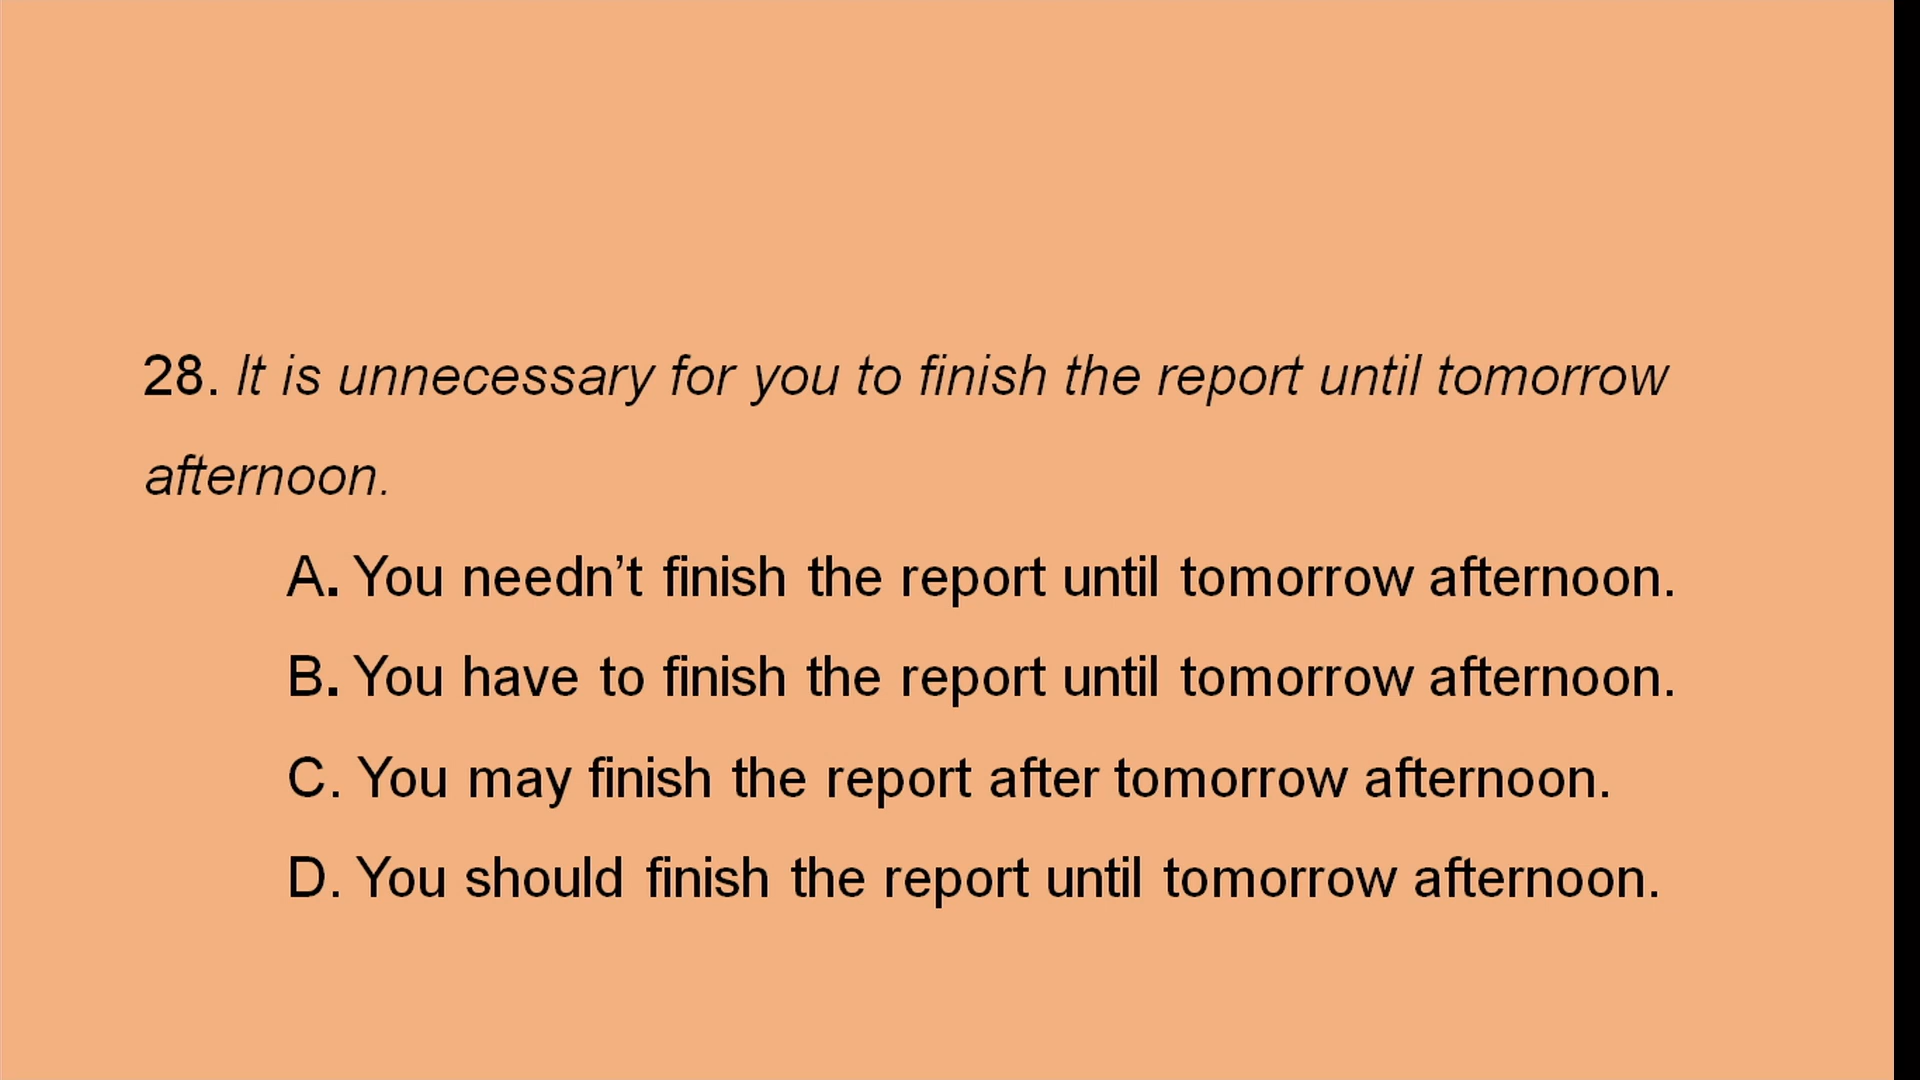 28. It is unnecessary for you to finish the report until tomorrow
afternoon.
A. You needn’t finish the report until tomorrow afternoon.
B. You have to finish the report until tomorrow afternoon.
C. You may finish the report after tomorrow afternoon.
D. You should finish the report until tomorrow afternoon.